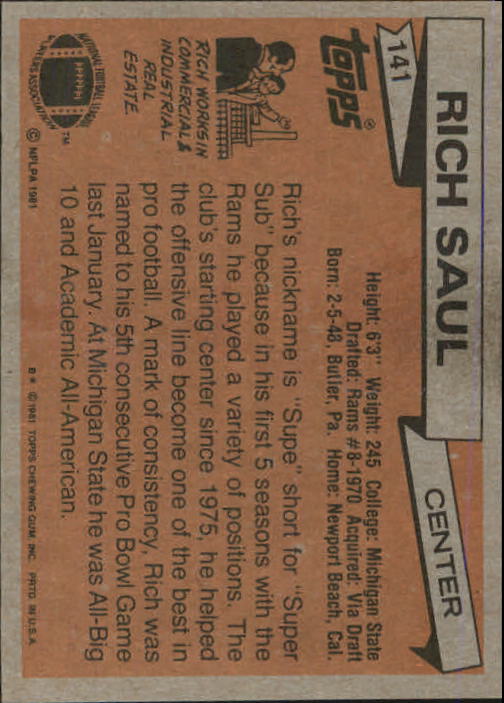 141
RICH SAUL
CENTER
topps®
Height: 6'3" Weight: 245 College: Michigan State
Drafted: Rams #8-1970 Acquired: Via Draft
Born: 2-5-48, Butler, Pa. Home: Newport Beach, Cal.
RICH WORKS IN
COMMERCIAL &
INDUSTRIAL
REAL
ESTATE.
Rich's nickname is "Supe" short for "Super
Sub" because in his first 5 seasons with the
Rams he played a variety of positions. The
club's starting center since 1975, he helped
the offensive line become one of the best in
pro football. A mark of consistency, Rich was
named to his 5th consecutive Pro Bowl Game
last January. At Michigan State he was All-Big
10 and Academic All-American.
NATIONAL FOOTBALL LEAGUE
PLAYERS ASSOCIATION
TM
© NFLPA 1981
B* © 1981 TOPPS CHEWING GUM, INC. PRTD. IN U.S.A.